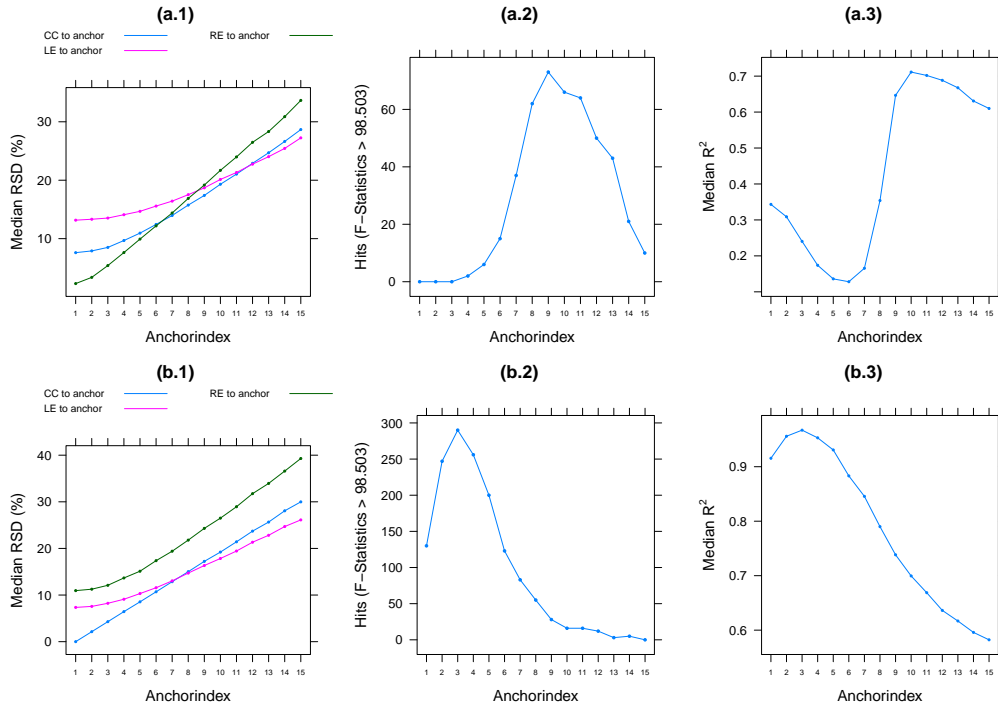 (a.1)
CC to anchor
RE to anchor
LE to anchor
Median RSD (%)
10
20
30
1 2 3 4 5 6 7 8 9 10 11 12 13 14 15
Anchorindex
(a.2)
Hits (F−Statistics > 98.503)
0
20
40
60
1 2 3 4 5 6 7 8 9 10 11 12 13 14 15
Anchorindex
(a.3)
Median R²
0.2
0.3
0.4
0.5
0.6
0.7
1 2 3 4 5 6 7 8 9 10 11 12 13 14 15
Anchorindex
(b.1)
CC to anchor
RE to anchor
LE to anchor
Median RSD (%)
0
10
20
30
40
1 2 3 4 5 6 7 8 9 10 11 12 13 14 15
Anchorindex
(b.2)
Hits (F−Statistics > 98.503)
0
50
100
150
200
250
300
1 2 3 4 5 6 7 8 9 10 11 12 13 14 15
Anchorindex
(b.3)
Median R²
0.6
0.7
0.8
0.9
1 2 3 4 5 6 7 8 9 10 11 12 13 14 15
Anchorindex